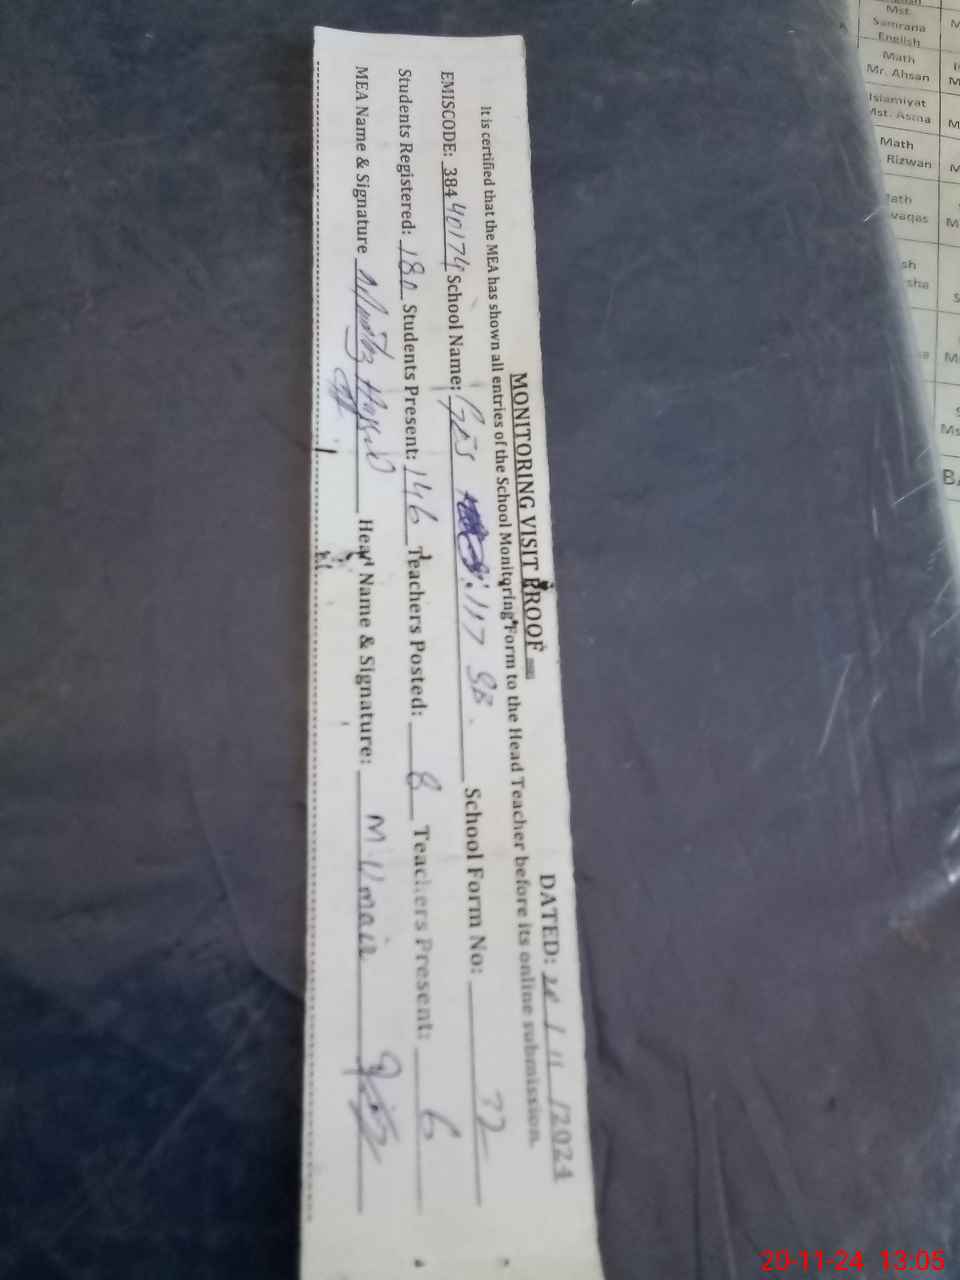 MONITORING VISIT PROOF
DATED: 20 / 11 /2024
It is certified that the MEA has shown all entries of the School Monitoring Form to the Head Teacher before its online submission.
EMISCODE: 38440174 School Name: GES 117 SB. School Form No: 72
Students Registered: 180 Students Present: 146 Teachers Posted: 8 Teachers Present: 6
MEA Name & Signature Head Name & Signature: M. Umair
Mst.
Samrana
English
Math
Mr. Ahsan
Islamiyat
Mst. Asma
Math
Rizwan
20-11-24 13:05